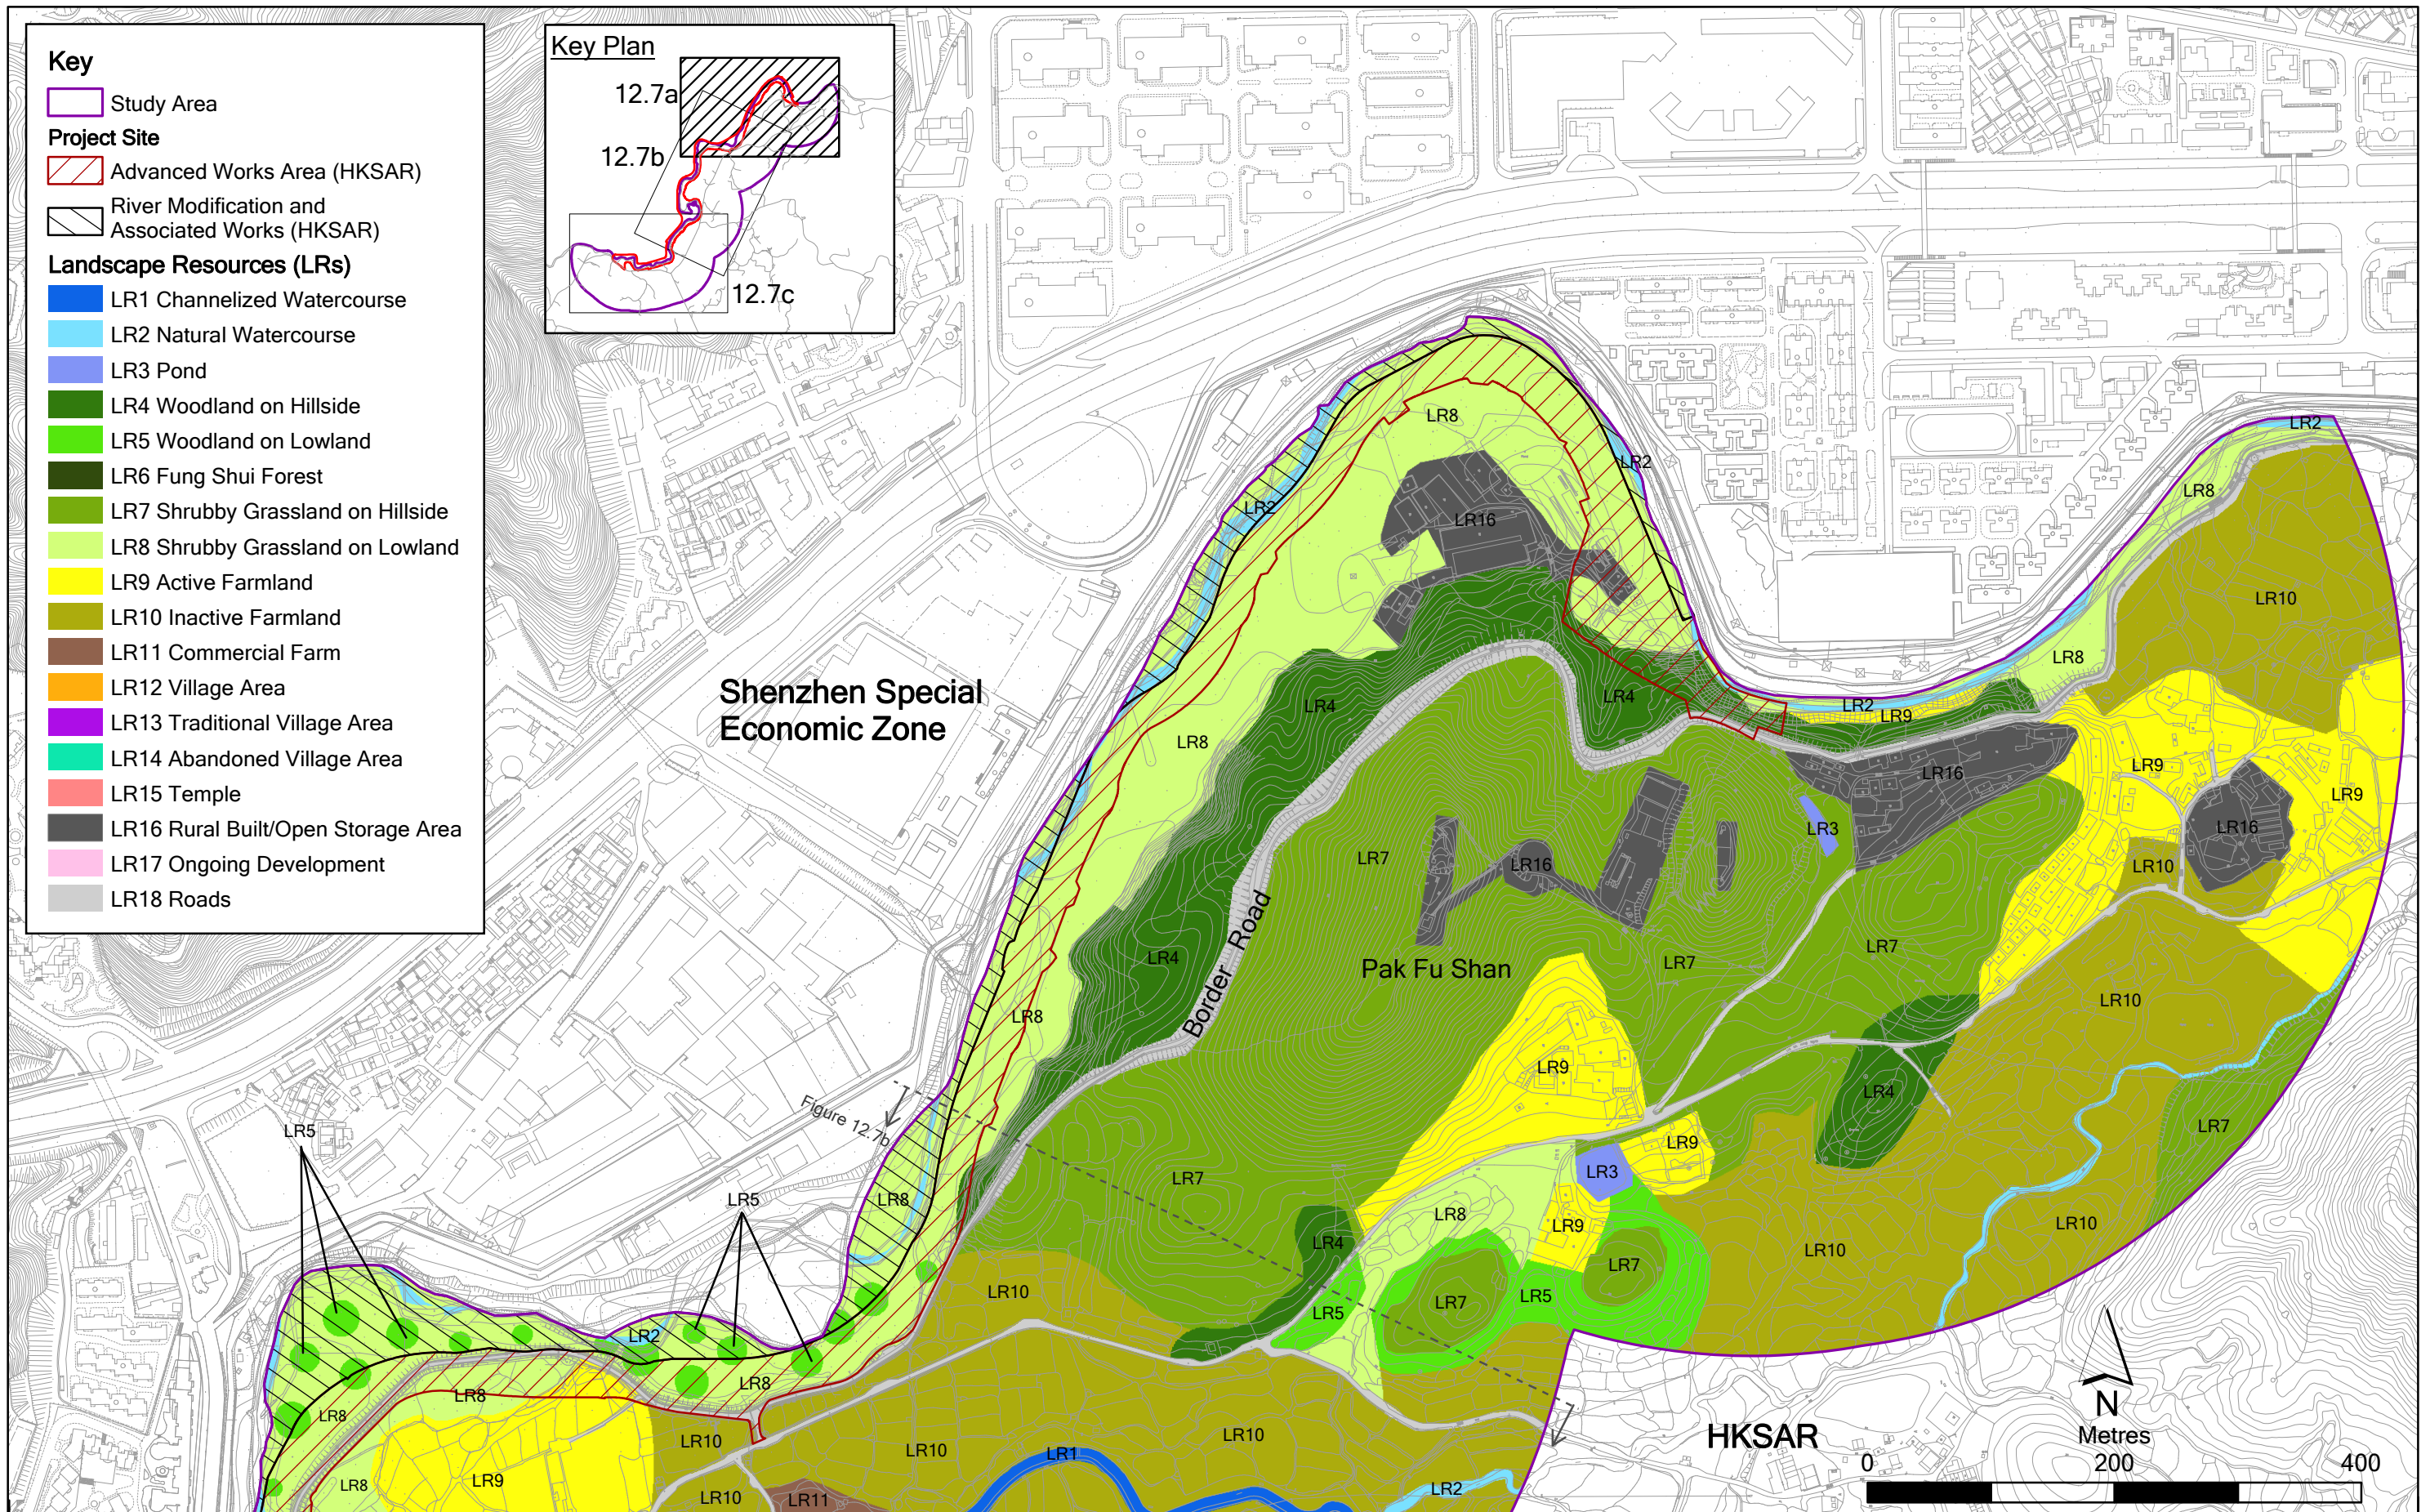 Key
Study Area
Project Site
Advanced Works Area (HKSAR)
River Modification and
Associated Works (HKSAR)
Landscape Resources (LRs)
LR1 Channelized Watercourse
LR2 Natural Watercourse
LR3 Pond
LR4 Woodland on Hillside
LR5 Woodland on Lowland
LR6 Fung Shui Forest
LR7 Shrubby Grassland on Hillside
LR8 Shrubby Grassland on Lowland
LR9 Active Farmland
LR10 Inactive Farmland
LR11 Commercial Farm
LR12 Village Area
LR13 Traditional Village Area
LR14 Abandoned Village Area
LR15 Temple
LR16 Rural Built/Open Storage Area
LR17 Ongoing Development
LR18 Roads
Key Plan
12.7a
12.7b
12.7c
LR8
LR2
LR2
LR2
LR8
LR16
LR10
LR8
LR4
LR4
LR2
LR9
LR8
LR16
LR9
LR9
LR3
LR16
LR7
LR16
LR10
Shenzhen Special
Economic Zone
Border Road
LR4
Pak Fu Shan
LR7
LR7
LR10
LR8
LR9
LR4
LR7
Figure 12.7b
LR5
LR5
LR8
LR7
LR9
LR3
LR8
LR9
LR10
LR10
LR4
LR7
LR10
LR5
LR7
LR5
LR2
LR8
LR8
LR8
LR10
LR10
LR10
LR1
LR8
LR9
LR10
LR11
LR2
HKSAR
N
Metres
0 200 400